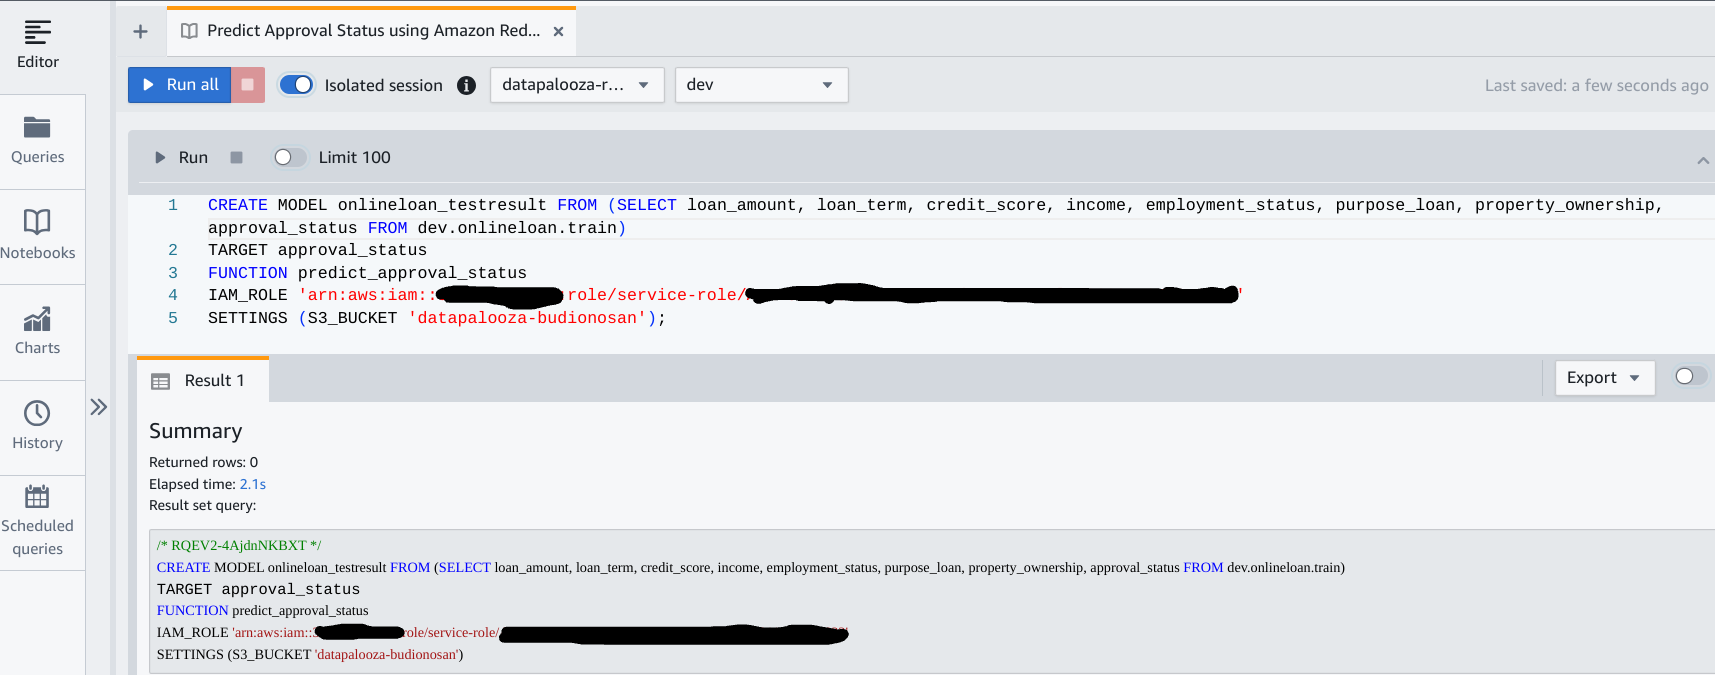 Editor
Queries
Notebooks
Charts
History
Scheduled
queries
Predict Approval Status using Amazon Red...
Run all
Isolated session
datapalooza-r...
dev
Last saved: a few seconds ago
Run
Limit 100
1 CREATE MODEL onlineloan_testresult FROM (SELECT loan_amount, loan_term, credit_score, income, employment_status, purpose_loan, property_ownership,
approval_status FROM dev.onlineloan.train)
2 TARGET approval_status
3 FUNCTION predict_approval_status
4 IAM_ROLE 'arn:aws:iam:: role/service-role/ '
5 SETTINGS (S3_BUCKET 'datapalooza-budionosan');
Result 1
Export
Summary
Returned rows: 0
Elapsed time: 2.1s
Result set query:
/* RQEV2-4AjdnNKBXT */
CREATE MODEL onlineloan_testresult FROM (SELECT loan_amount, loan_term, credit_score, income, employment_status, purpose_loan, property_ownership, approval_status FROM dev.onlineloan.train)
TARGET approval_status
FUNCTION predict_approval_status
IAM_ROLE 'arn:aws:iam:: role/service-role/ '
SETTINGS (S3_BUCKET 'datapalooza-budionosan')